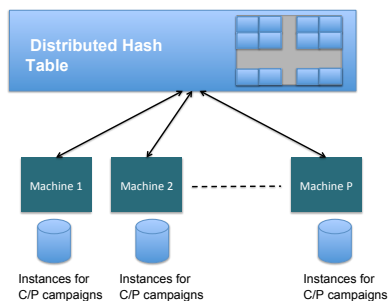 Distributed Hash
Table
Machine 1
Machine 2
Machine P
Instances for
C/P campaigns
Instances for
C/P campaigns
Instances for
C/P campaigns